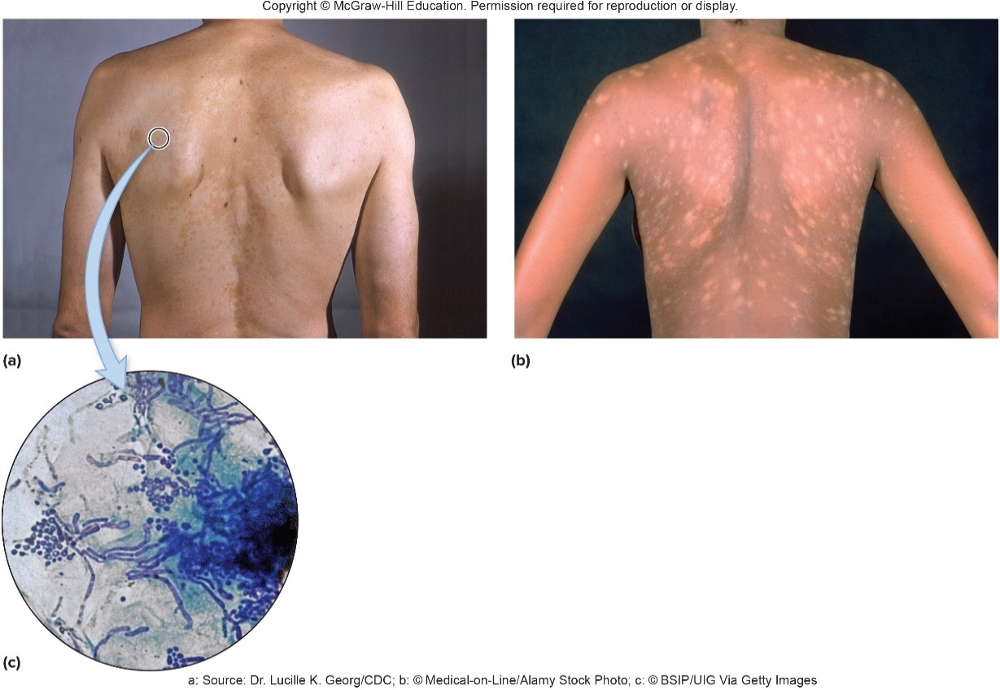 Copyright © McGraw-Hill Education. Permission required for reproduction or display.
(a)
(b)
(c)
a: Source: Dr. Lucille K. Georg/CDC; b: © Medical-on-Line/Alamy Stock Photo; c: © BSIP/UIG Via Getty Images